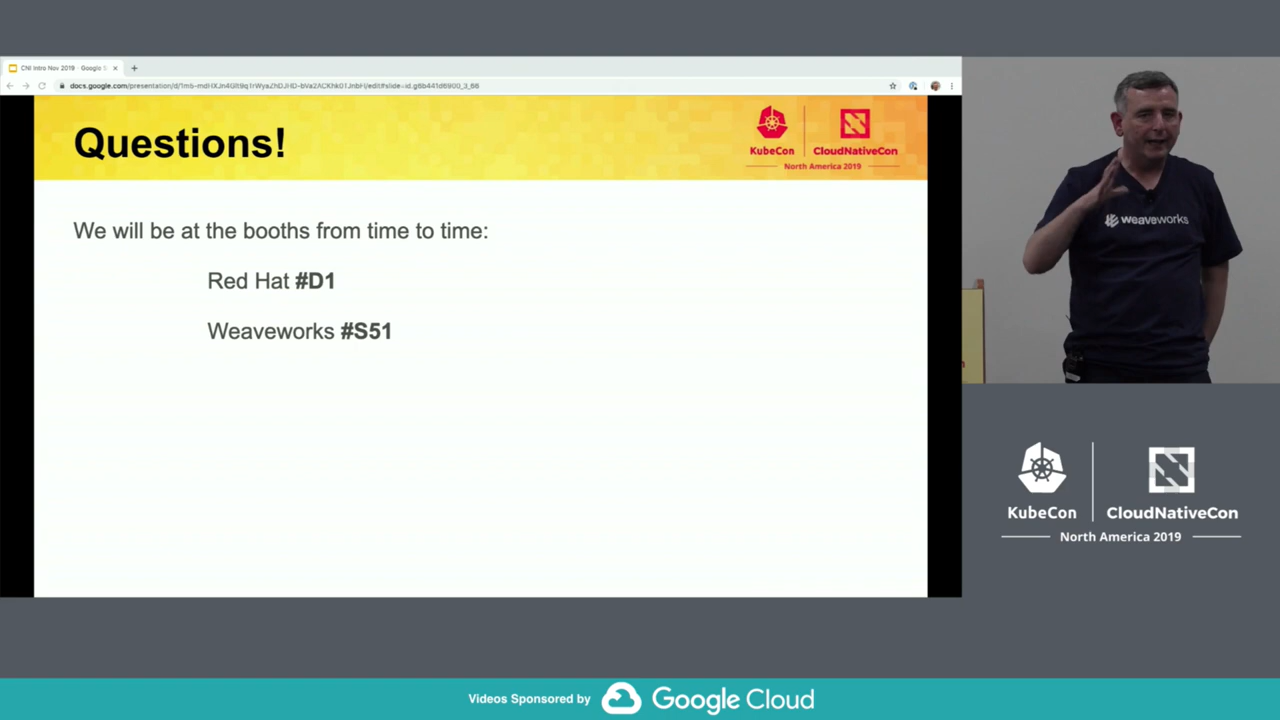 CNI Intro Nov 2019 - Google S
Questions!
KubeCon
CloudNativeCon
North America 2019
We will be at the booths from time to time:
Red Hat #D1
Weaveworks #S51
weaveworks
KubeCon
CloudNativeCon
North America 2019
Videos Sponsored by
Google Cloud